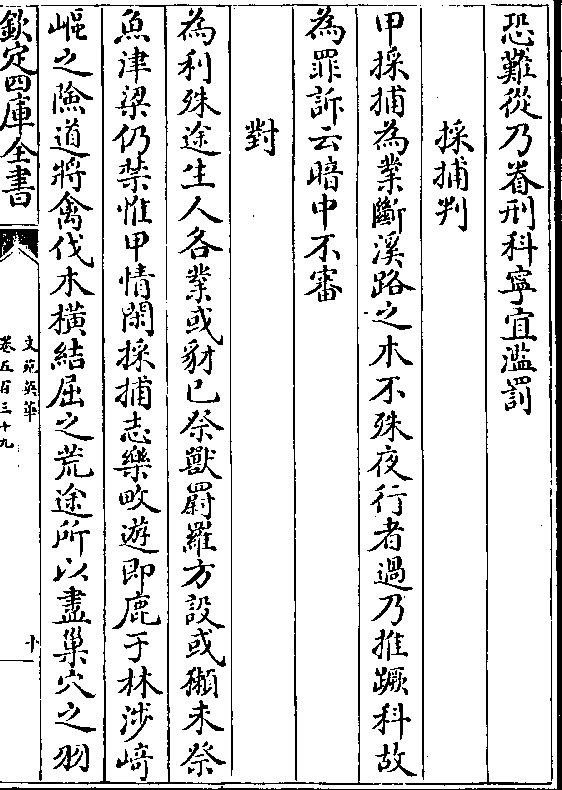 恐難從乃眷刑科寧宜濫罰
採捕判
甲採捕為業斷溪路之木不殊夜行者過乃推蹶科故
為罪訴云暗中不審
對
為利殊途生人各業或豺已祭獸罻羅方設或獺未祭
魚津梁仍禁惟甲情閑採捕志樂畋遊即鹿于林涉﨑
嶇之險道將禽伐木橫結屈之荒途所以盡巢穴之羽
欽定四庫全書
文苑英華
卷五百三十九
十